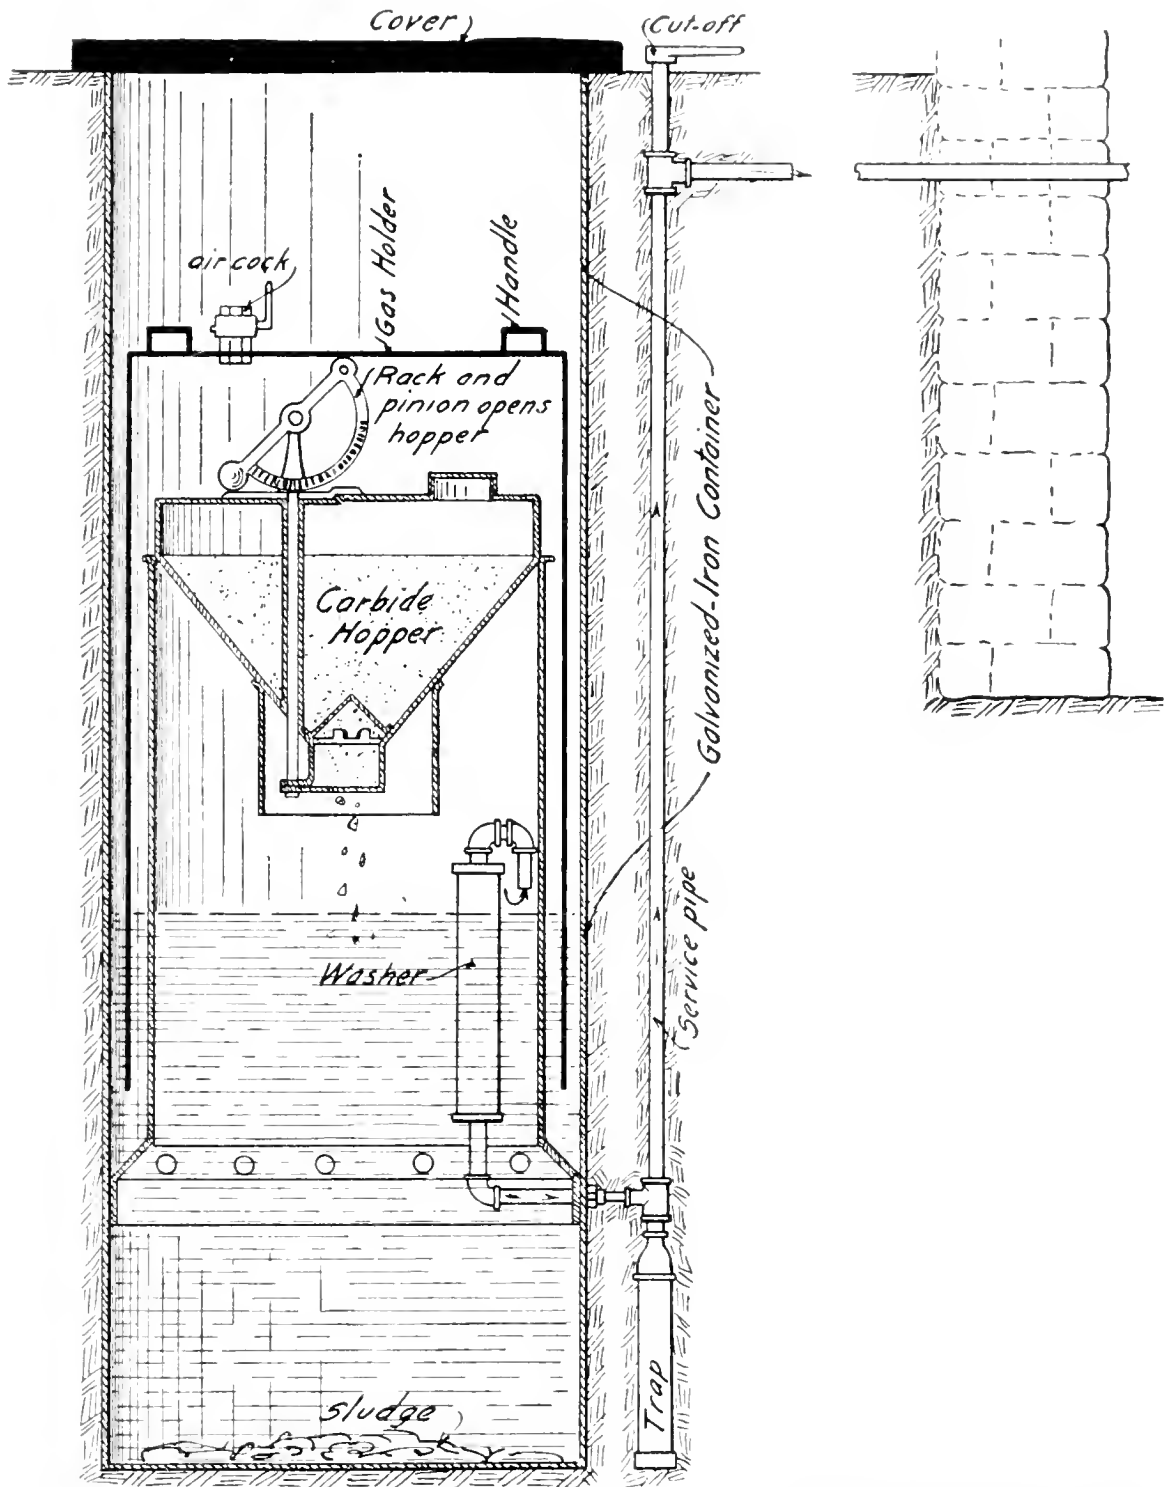 Cover
Cut-off
air cock
Gas Holder
Handle
Rack and
pinion opens
hopper
Carbide
Hopper
Galvanized-Iron Container
Washer
Service pipe
Sludge
Trap